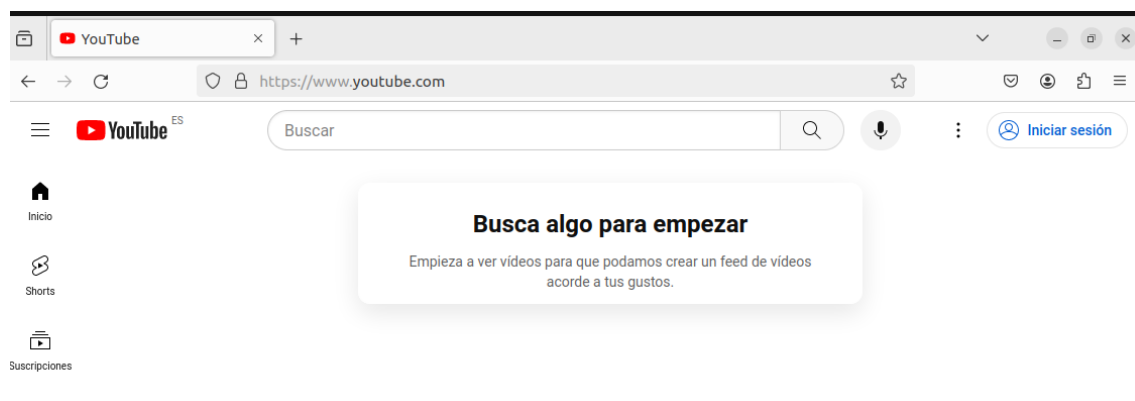 YouTube
https://www.youtube.com
YouTube ES
Buscar
Iniciar sesión
Inicio
Shorts
Suscripciones
Busca algo para empezar
Empieza a ver vídeos para que podamos crear un feed de vídeos
acorde a tus gustos.